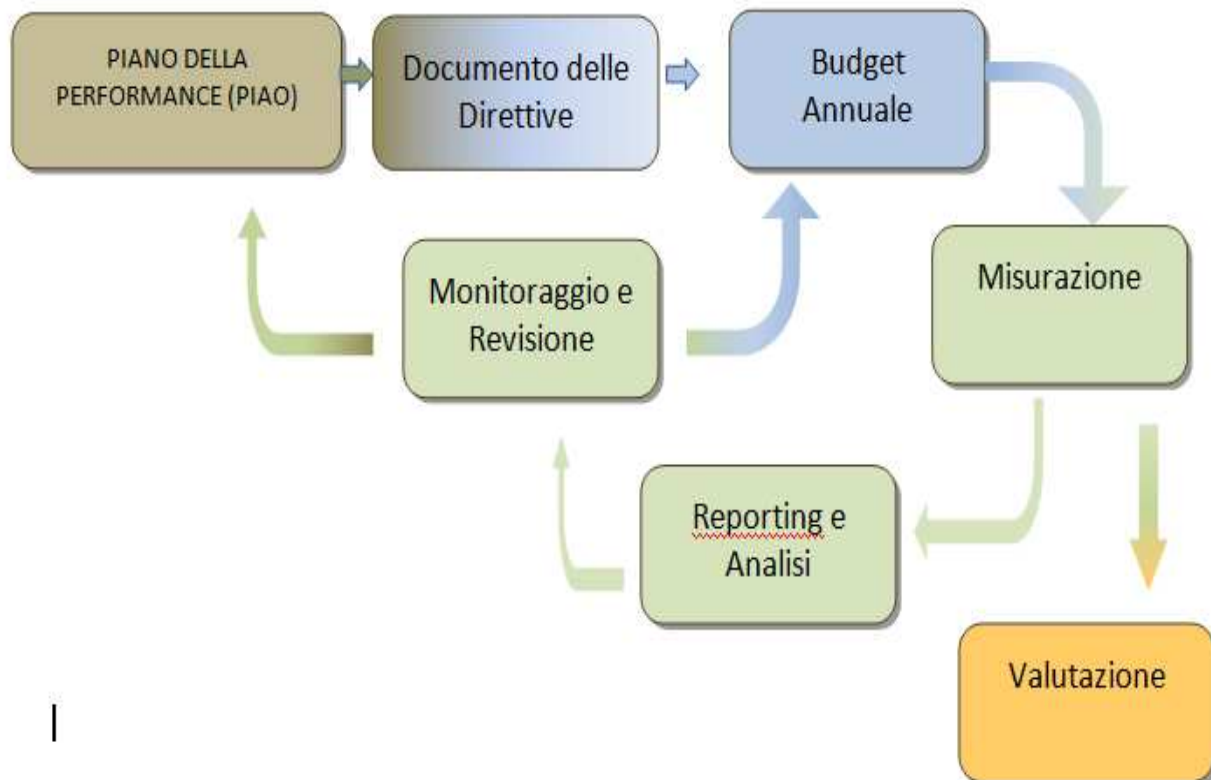 PIANO DELLA
PERFORMANCE (PIAO)
Documento delle
Direttive
Budget
Annuale
Monitoraggio e
Revisione
Misurazione
Reporting e
Analisi
Valutazione